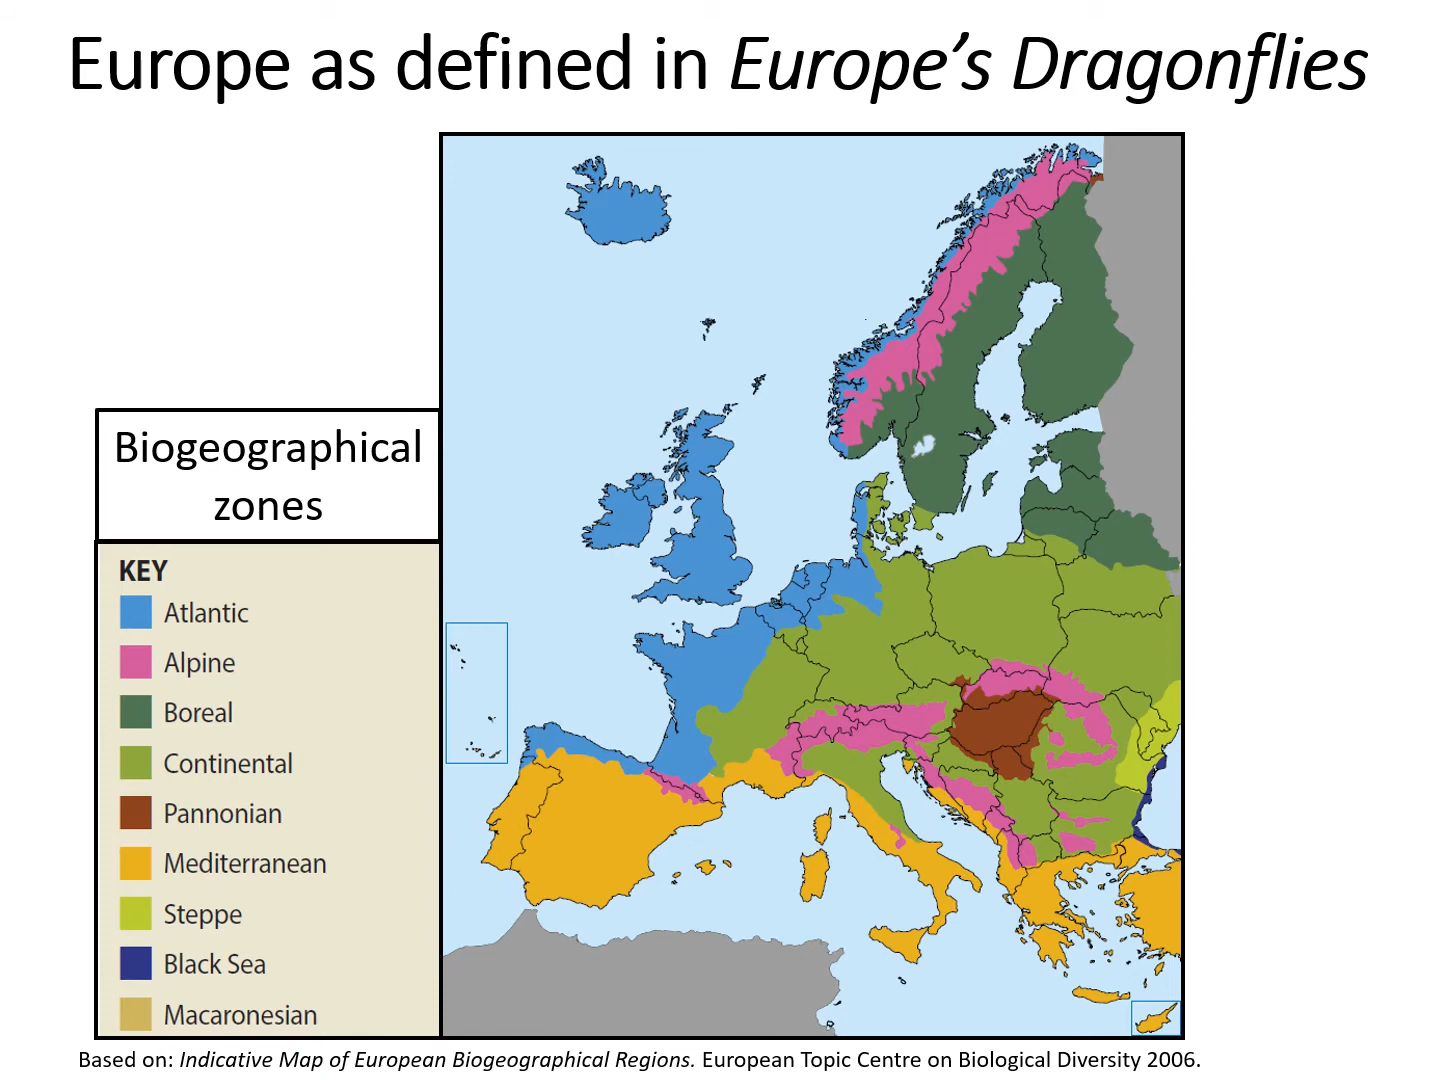 Europe as defined in Europe’s Dragonflies
Biogeographical
zones
KEY
Atlantic
Alpine
Boreal
Continental
Pannonian
Mediterranean
Steppe
Black Sea
Macaronesian
Based on: Indicative Map of European Biogeographical Regions. European Topic Centre on Biological Diversity 2006.